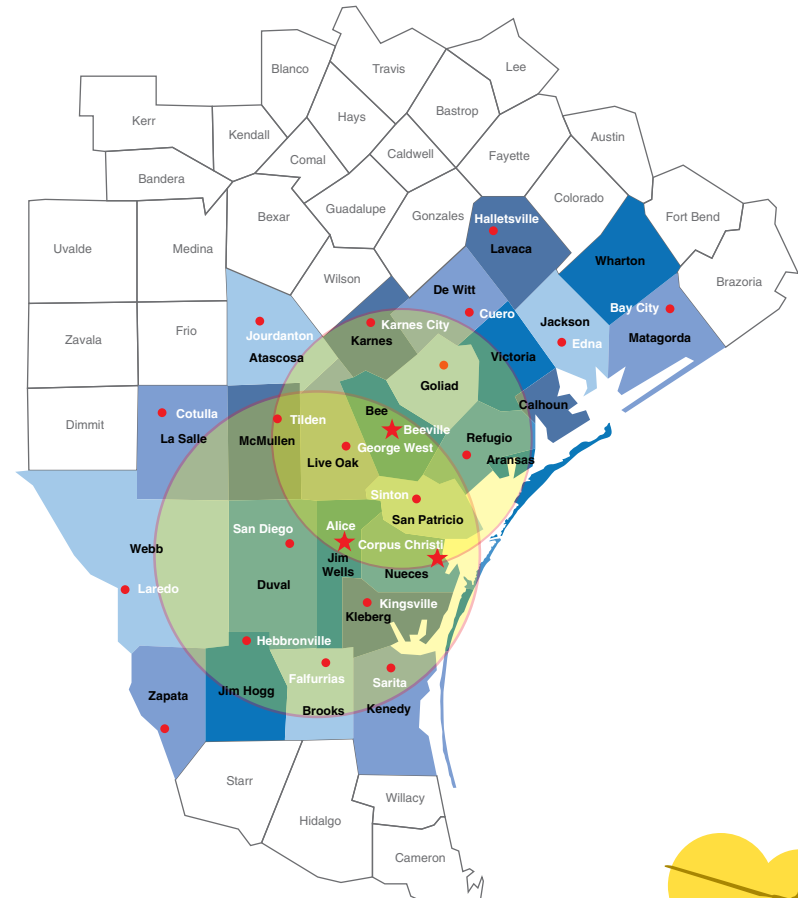 Blanco
Travis
Lee
Kerr
Kendall
Hays
Bastrop
Austin
Comal
Caldwell
Fayette
Bandera
Bexar
Guadalupe
Gonzales
Colorado
Fort Bend
Halletsville
Lavaca
Uvalde
Medina
Wilson
Wharton
Brazoria
De Witt
Zavala
Frio
Jourdanton
Atascosa
Karnes City
Karnes
Cuero
Jackson
Edna
Bay City
Matagorda
Victoria
Goliad
Calhoun
Dimmit
Cotulla
La Salle
Tilden
McMullen
Bee
Beeville
George West
Live Oak
Refugio
Aransas
Sinton
San Patricio
San Diego
Alice
Corpus Christi
Webb
Jim
Wells
Nueces
Laredo
Duval
Kingsville
Kleberg
Hebbronville
Falfurrias
Sarita
Zapata
Jim Hogg
Brooks
Kenedy
Starr
Hidalgo
Willacy
Cameron